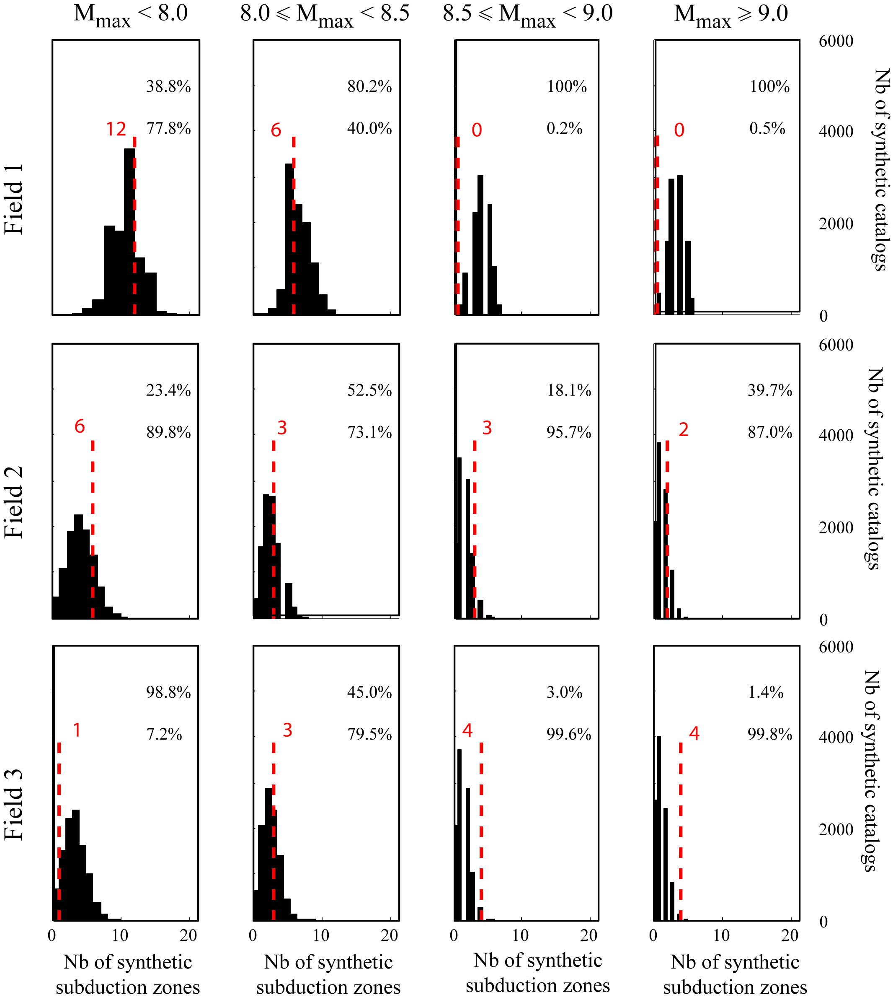 Mmax < 8.0
8.0 ⩽ Mmax < 8.5
8.5 ⩽ Mmax < 9.0
Mmax ⩾ 9.0
Field 1
38.8%
77.8%
12
80.2%
40.0%
6
100%
0.2%
0
100%
0.5%
0
6000
4000
2000
0
Nb of synthetic catalogs
Field 2
23.4%
89.8%
6
52.5%
73.1%
3
18.1%
95.7%
3
39.7%
87.0%
2
6000
4000
2000
0
Nb of synthetic catalogs
Field 3
98.8%
7.2%
1
45.0%
79.5%
3
3.0%
99.6%
4
1.4%
99.8%
4
6000
4000
2000
0
Nb of synthetic catalogs
0 10 20
0 10 20
0 10 20
0 10 20
Nb of synthetic
subduction zones
Nb of synthetic
subduction zones
Nb of synthetic
subduction zones
Nb of synthetic
subduction zones